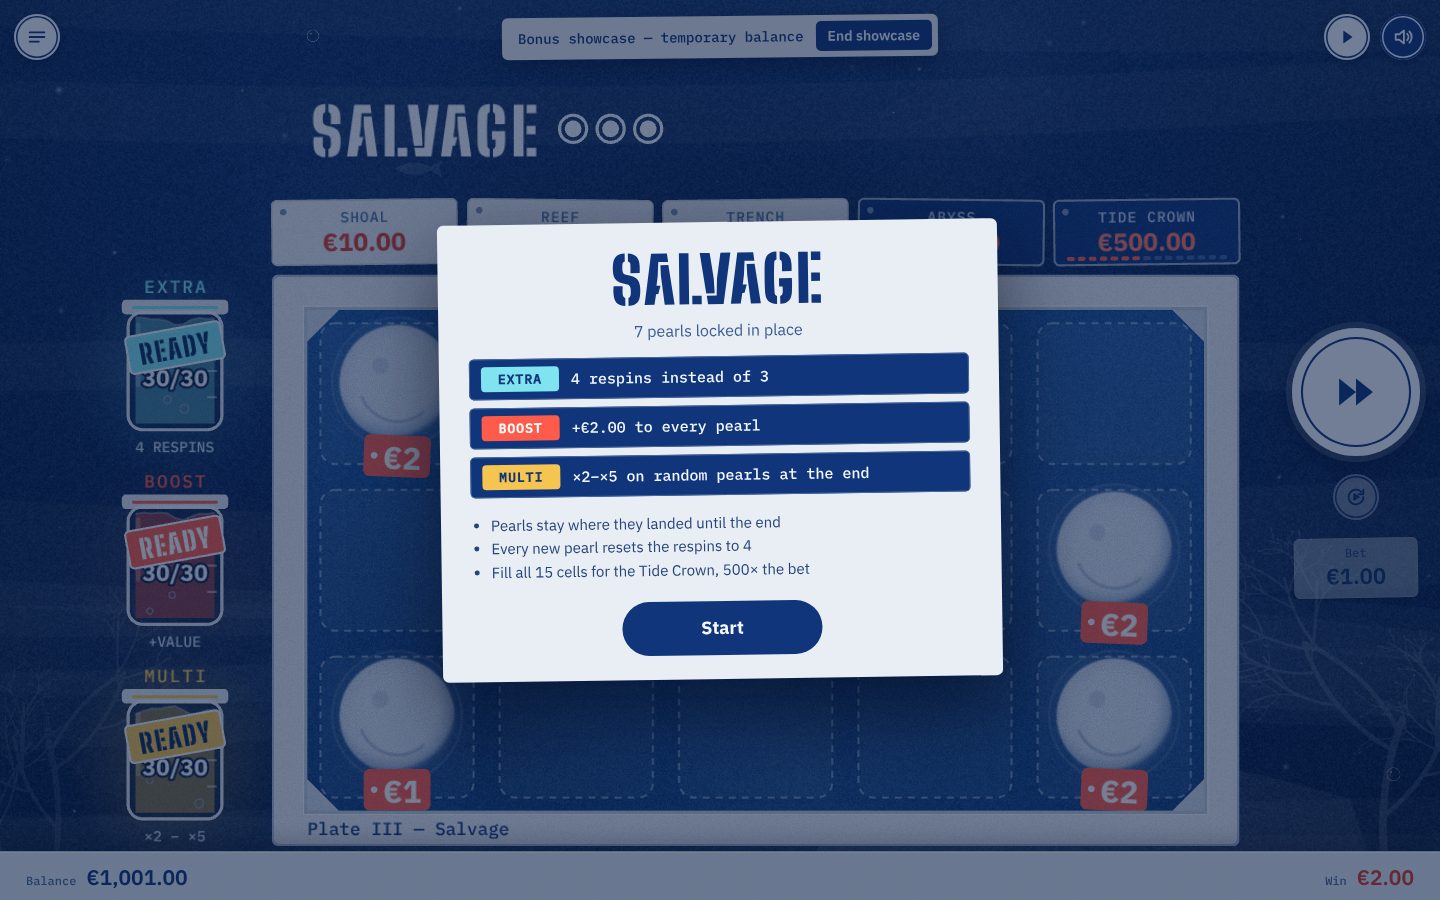 Bonus showcase — temporary balance
End showcase
SALVAGE
SHOAL
€10.00
REEF
TRENCH
ABYSS
TIDE CROWN
€500.00
EXTRA
READY
30/30
4 RESPINS
BOOST
READY
30/30
+VALUE
MULTI
READY
30/30
×2 – ×5
SALVAGE
7 pearls locked in place
EXTRA 4 respins instead of 3
BOOST +€2.00 to every pearl
MULTI ×2–×5 on random pearls at the end
• Pearls stay where they landed until the end
• Every new pearl resets the respins to 4
• Fill all 15 cells for the Tide Crown, 500× the bet
Start
€2
€2
€1
€2
Plate III — Salvage
Bet
€1.00
Balance €1,001.00
Win €2.00